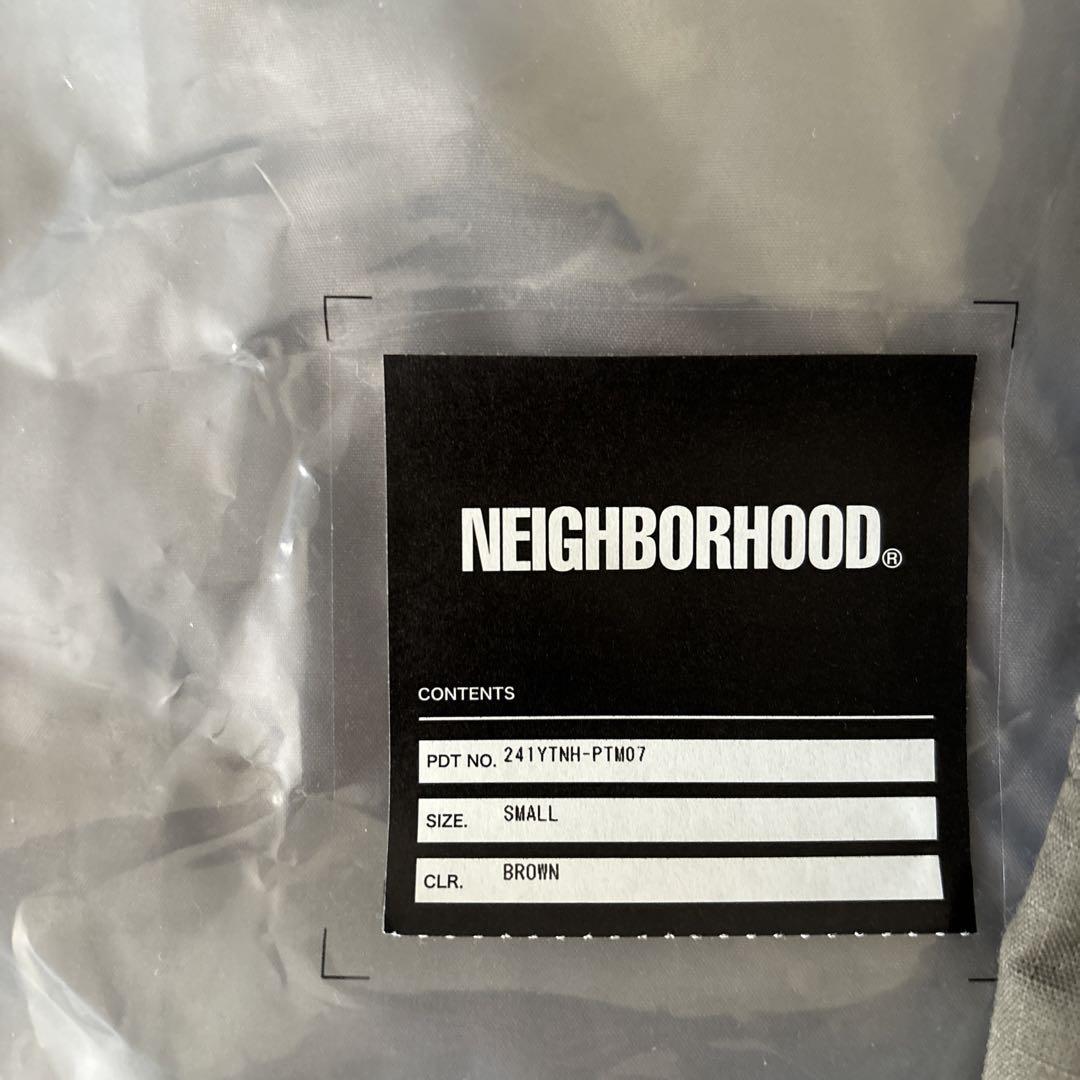 NEIGHBORHOOD®
CONTENTS
PDT NO. 241YTNH-PTM07
SIZE. SMALL
CLR. BROWN